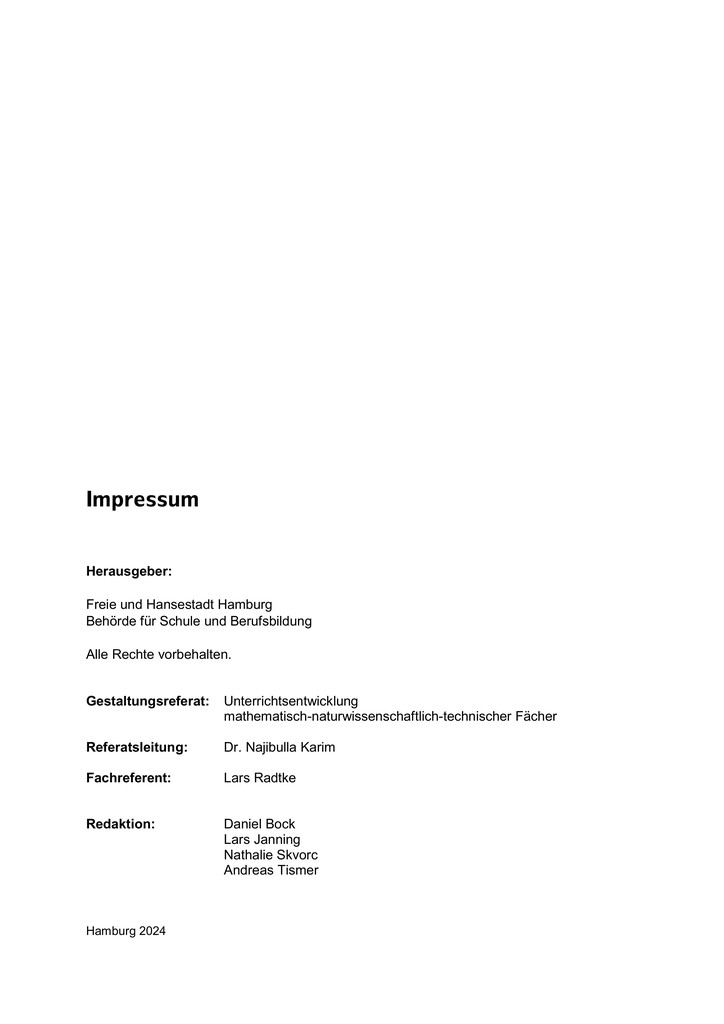 Impressum
Herausgeber:
Freie und Hansestadt Hamburg
Behörde für Schule und Berufsbildung
Alle Rechte vorbehalten.
Gestaltungsreferat: Unterrichtsentwicklung
mathematisch-naturwissenschaftlich-technischer Fächer
Referatsleitung: Dr. Najibulla Karim
Fachreferent: Lars Radtke
Redaktion: Daniel Bock
Lars Janning
Nathalie Skvorc
Andreas Tismer
Hamburg 2024